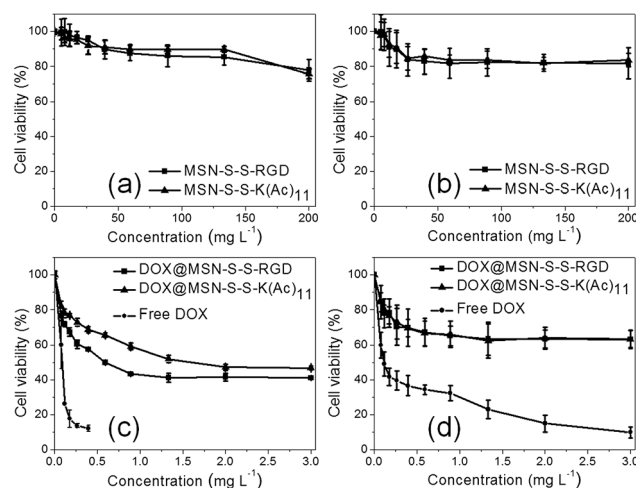 100
80
60
40
20
0
Cell viability (%)
MSN-S-S-RGD
MSN-S-S-K(Ac)11
(a)
0
50
100
150
200
Concentration (mg L-1)
100
80
60
40
20
0
Cell viability (%)
MSN-S-S-RGD
MSN-S-S-K(Ac)11
(b)
0
50
100
150
200
Concentration (mg L-1)
100
80
60
40
20
0
Cell viability (%)
DOX@MSN-S-S-RGD
DOX@MSN-S-S-K(Ac)11
Free DOX
(c)
0.0
0.5
1.0
1.5
2.0
2.5
3.0
Concentration (mg L-1)
100
80
60
40
20
0
Cell viability (%)
DOX@MSN-S-S-RGD
DOX@MSN-S-S-K(Ac)11
Free DOX
(d)
0.0
0.5
1.0
1.5
2.0
2.5
3.0
Concentration (mg L-1)